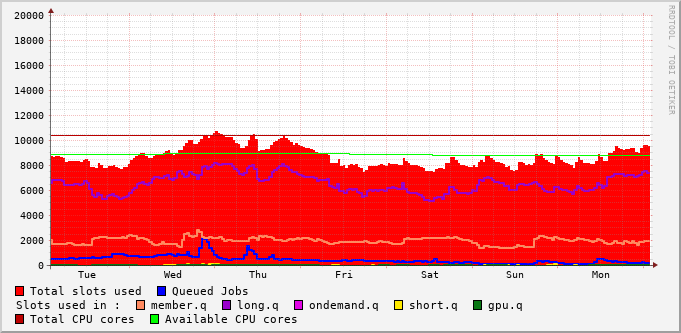 20000
18000
16000
14000
12000
10000
8000
6000
4000
2000
0
Tue Wed Thu Fri Sat Sun Mon
Total slots used Queued Jobs
Slots used in : member.q long.q ondemand.q short.q gpu.q
Total CPU cores Available CPU cores
RRDTOOL / TOBI OETIKER